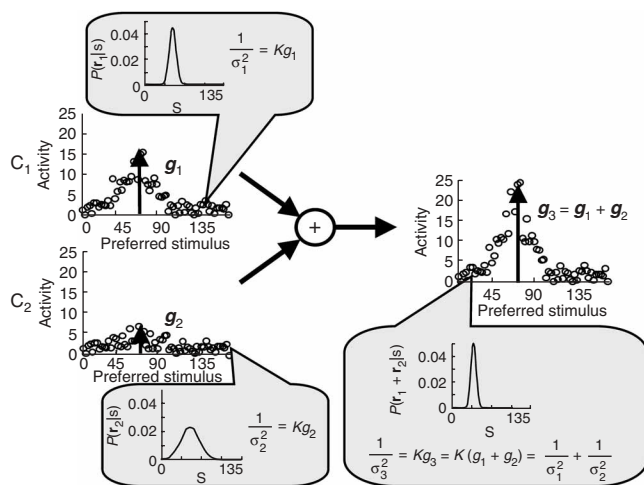 P(r₁|s)
0.04
0.02
0
0 135
S
1/σ₁² = Kg₁
C₁
Activity
25
20
15
10
5
0
g₁
0 45 90 135
Preferred stimulus
+
C₂
Activity
25
20
15
10
5
0
g₂
0 45 90 135
Preferred stimulus
Activity
25
20
15
10
5
0
g₃ = g₁ + g₂
45 90 135
Preferred stimulus
P(r₂|s)
0.04
0.02
0
0 135
S
1/σ₂² = Kg₂
P(r₁ + r₂|s)
0.04
0.02
0
0 135
S
1/σ₃² = Kg₃ = K (g₁ + g₂) = 1/σ₁² + 1/σ₂²